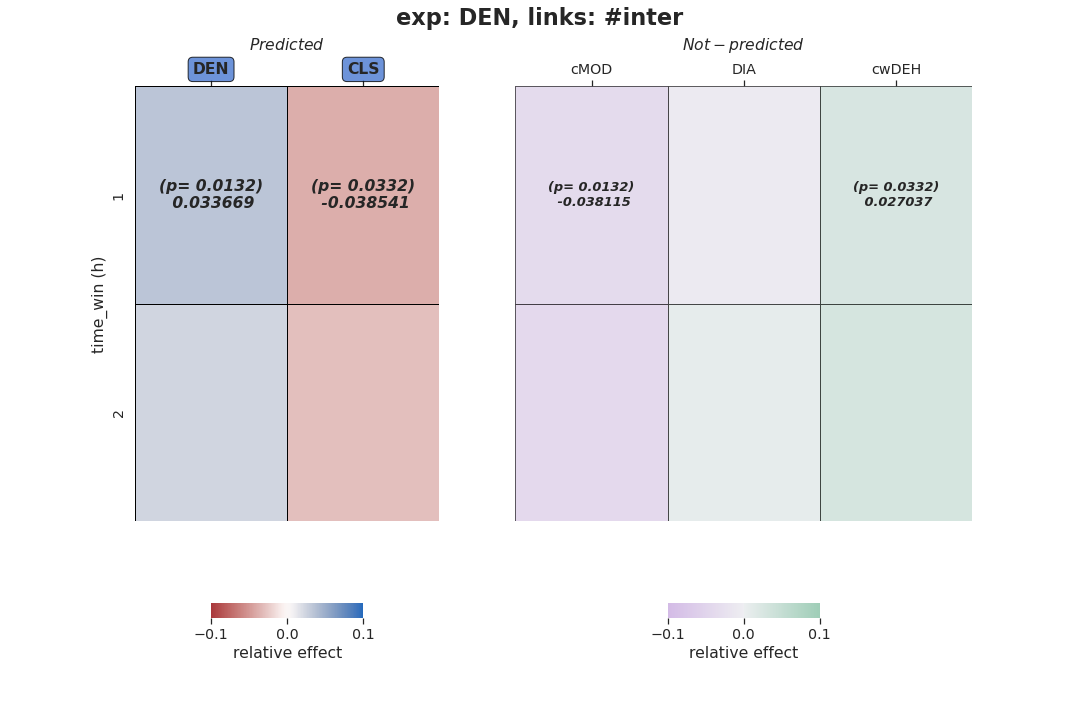 exp: DEN, links: #inter
Predicted
Not − predicted
DEN
CLS
cMOD
DIA
cwDEH
time_win (h)
1
(p= 0.0132)
0.033669
(p= 0.0332)
-0.038541
(p= 0.0132)
-0.038115
(p= 0.0332)
0.027037
2
−0.1
0.0
0.1
relative effect
−0.1
0.0
0.1
relative effect